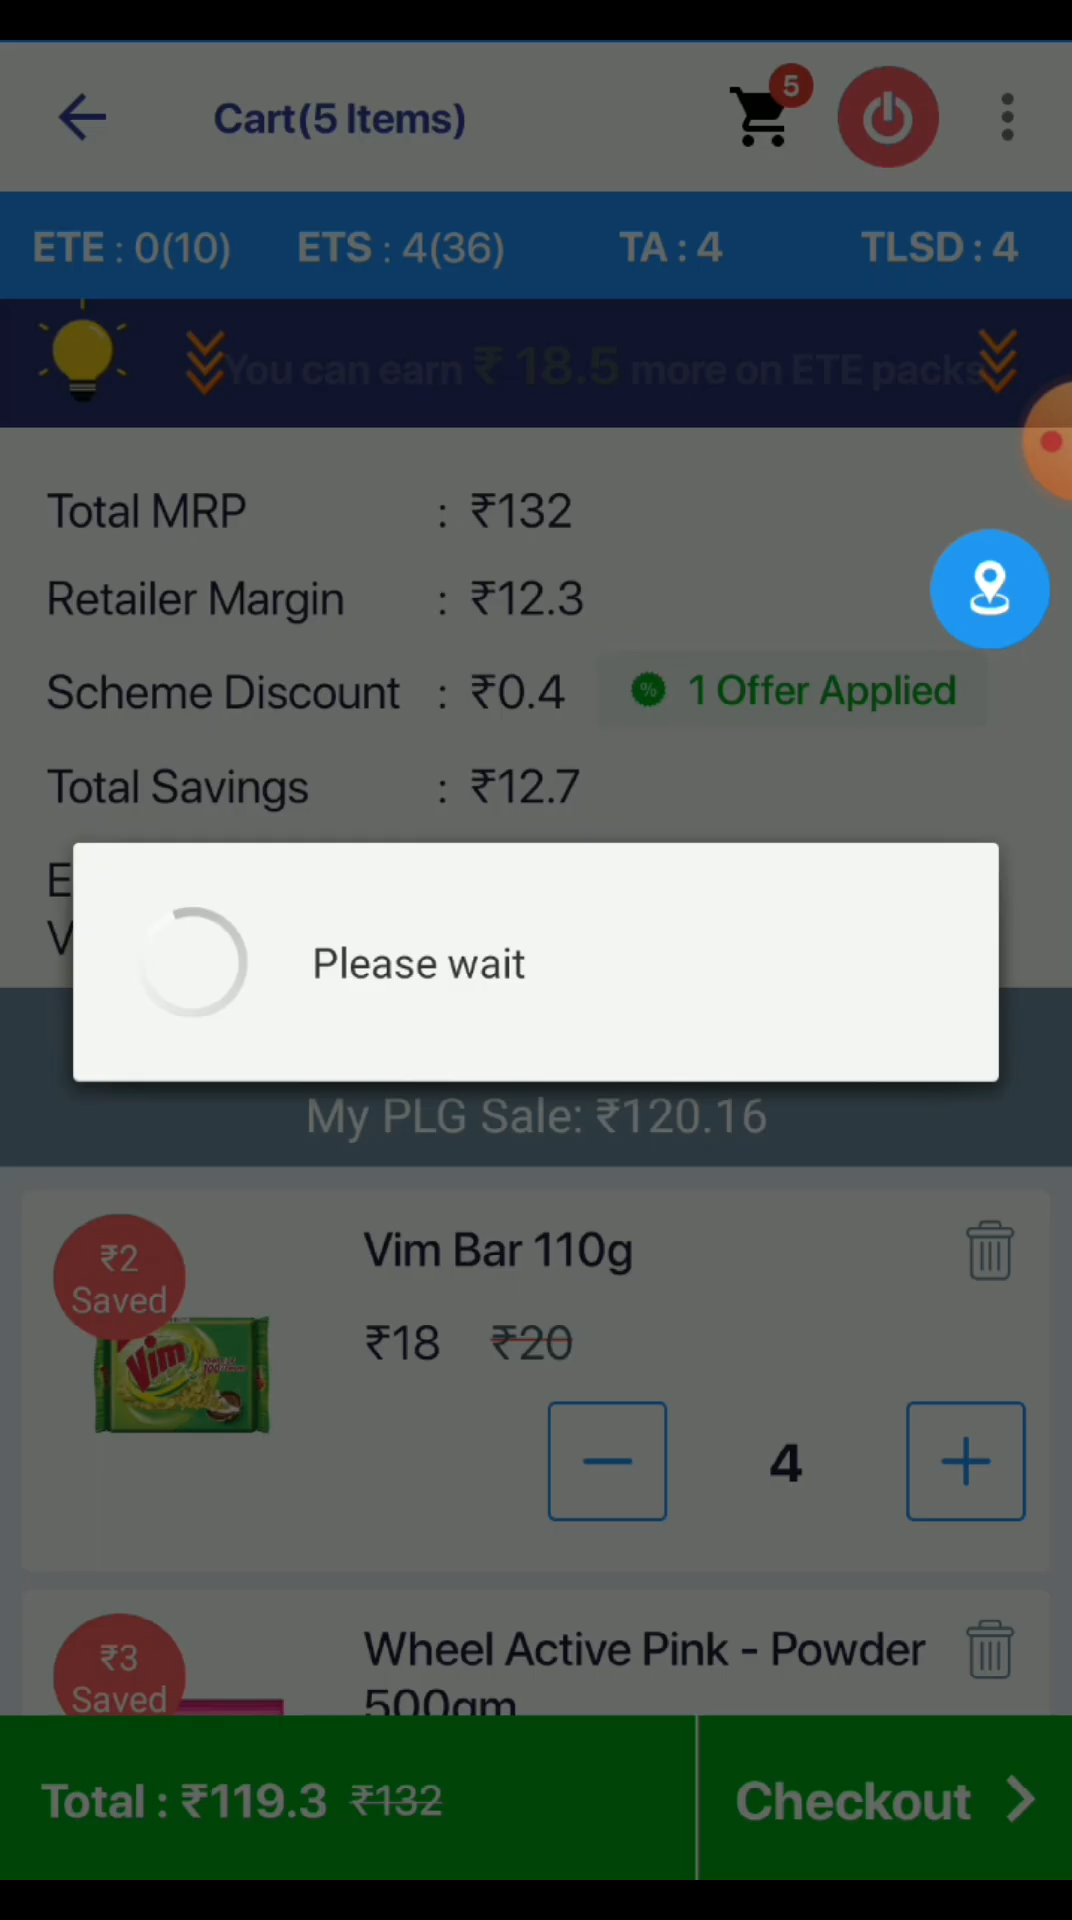 Cart(5 Items)
5
ETE : 0(10) ETS : 4(36) TA : 4 TLSD : 4
You can earn ₹ 18.5 more on ETE packs
Total MRP : ₹132
Retailer Margin : ₹12.3
Scheme Discount : ₹0.4 1 Offer Applied
Total Savings : ₹12.7
E
V
Please wait
My PLG Sale: ₹120.16
₹2
Saved
Vim Bar 110g
₹18 ₹20
Vim
4
₹3
Saved
Wheel Active Pink - Powder
500gm
Total : ₹119.3 ₹132
Checkout